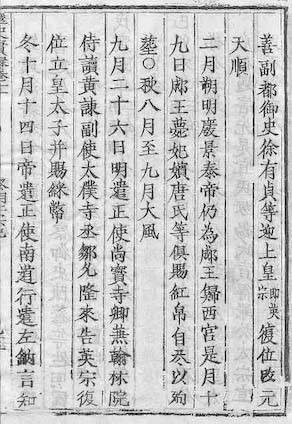 善副都御史徐有貞等迎上皇即英宗復位改元
天順
二月朔明廢景泰帝仍為郕王歸西宮是月十
九日郕王薨妃嬪唐氏等俱賜紅帛自尽以殉
塟○秋八月至九月大風
九月二十六日明遣正使尚寳寺卿兼翰林院
侍讀黃諫副使太僕寺丞鄒允隆來告英宗復
位立皇太子并賜綵幣
冬十月十四日帝遣正使南道行遣左納言知